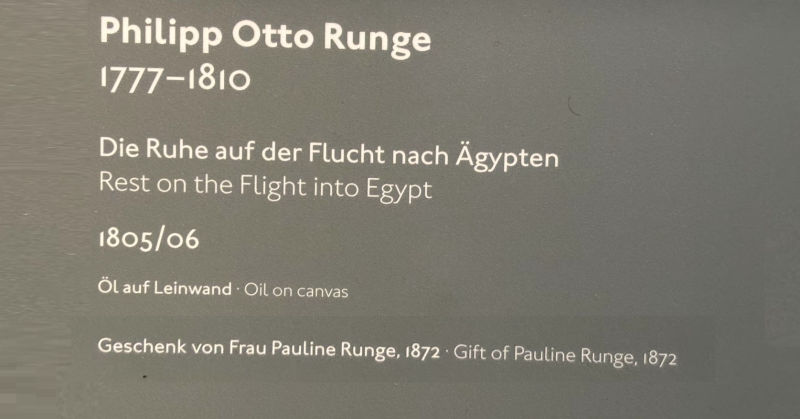 Philipp Otto Runge
1777–1810
Die Ruhe auf der Flucht nach Ägypten
Rest on the Flight into Egypt
1805/06
Öl auf Leinwand · Oil on canvas
Geschenk von Frau Pauline Runge, 1872 · Gift of Pauline Runge, 1872